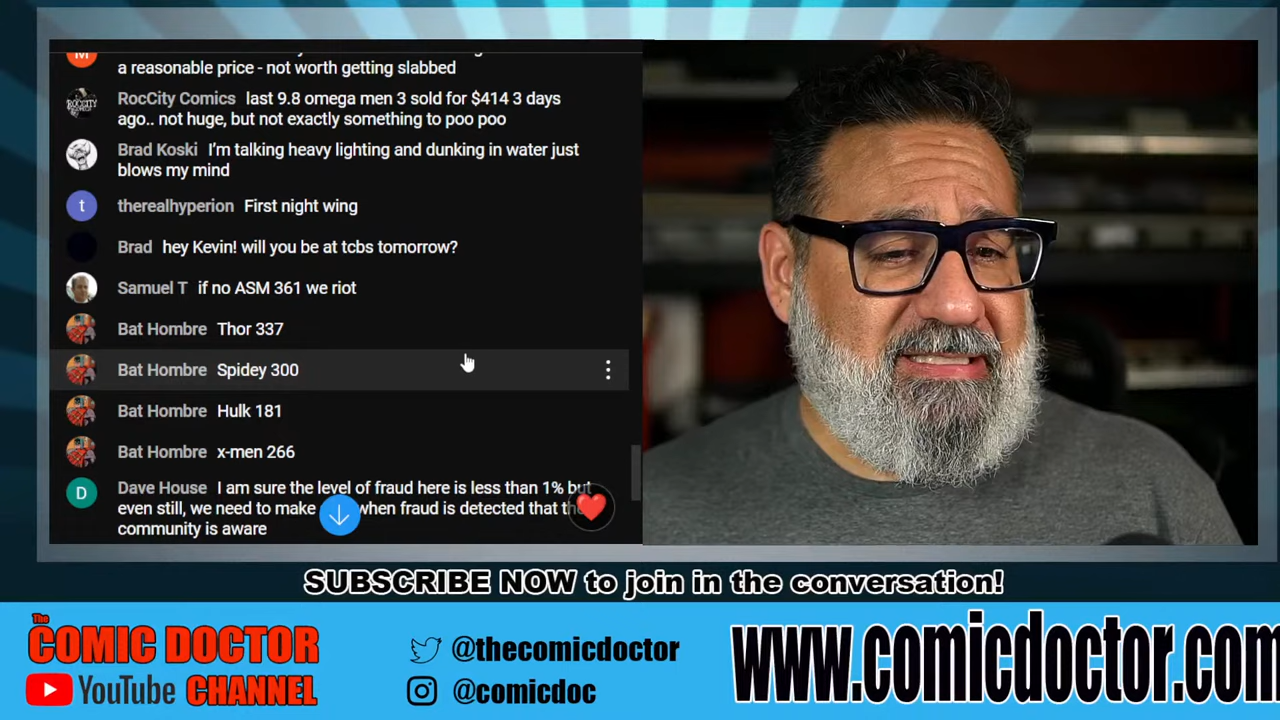 a reasonable price - not worth getting slabbed
RocCity Comics last 9.8 omega men 3 sold for $414 3 days
ago.. not huge, but not exactly something to poo poo
Brad Koski I'm talking heavy lighting and dunking in water just
blows my mind
t therealhyperion First night wing
Brad hey Kevin! will you be at tcbs tomorrow?
Samuel T if no ASM 361 we riot
Bat Hombre Thor 337
Bat Hombre Spidey 300
Bat Hombre Hulk 181
Bat Hombre x-men 266
D Dave House I am sure the level of fraud here is less than 1% but
even still, we need to make when fraud is detected that
community is aware
SUBSCRIBE NOW to join in the conversation!
The
COMIC DOCTOR
YouTube CHANNEL
@thecomicdoctor
@comicdoc
www.comicdoctor.com